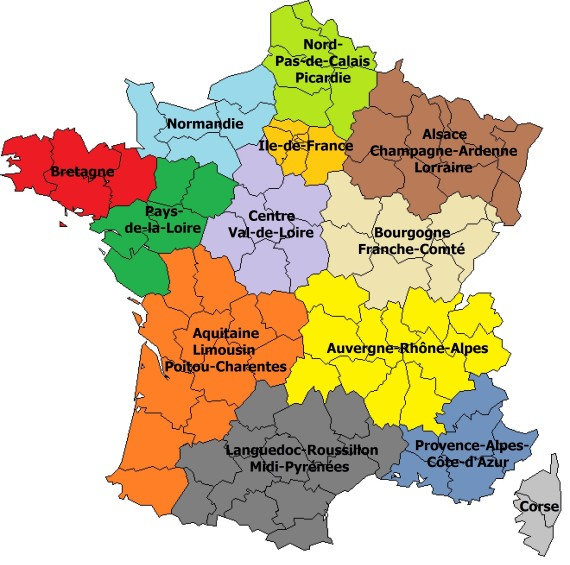 Nord-
Pas-de-Calais
Picardie
Normandie
Ile-de-France
Alsace
Champagne-Ardenne
Lorraine
Bretagne
Pays-
de-la-Loire
Centre
Val-de-Loire
Bourgogne
Franche-Comté
Aquitaine
Limousin
Poitou-Charentes
Auvergne-Rhône-Alpes
Languedoc-Roussillon
Midi-Pyrénées
Provence-Alpes-
Côte-d'Azur
Corse